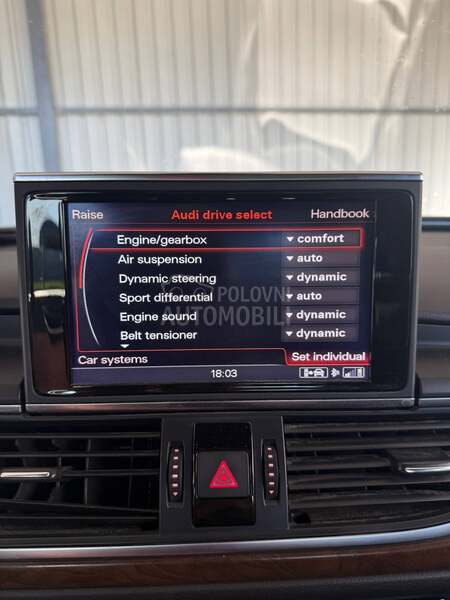 Raise Audi drive select Handbook
Engine/gearbox comfort
Air suspension auto
Dynamic steering dynamic
Sport differential auto
Engine sound dynamic
Belt tensioner dynamic
Car systems Set individual
18:03
POLOVNI
AUTOMOBILI